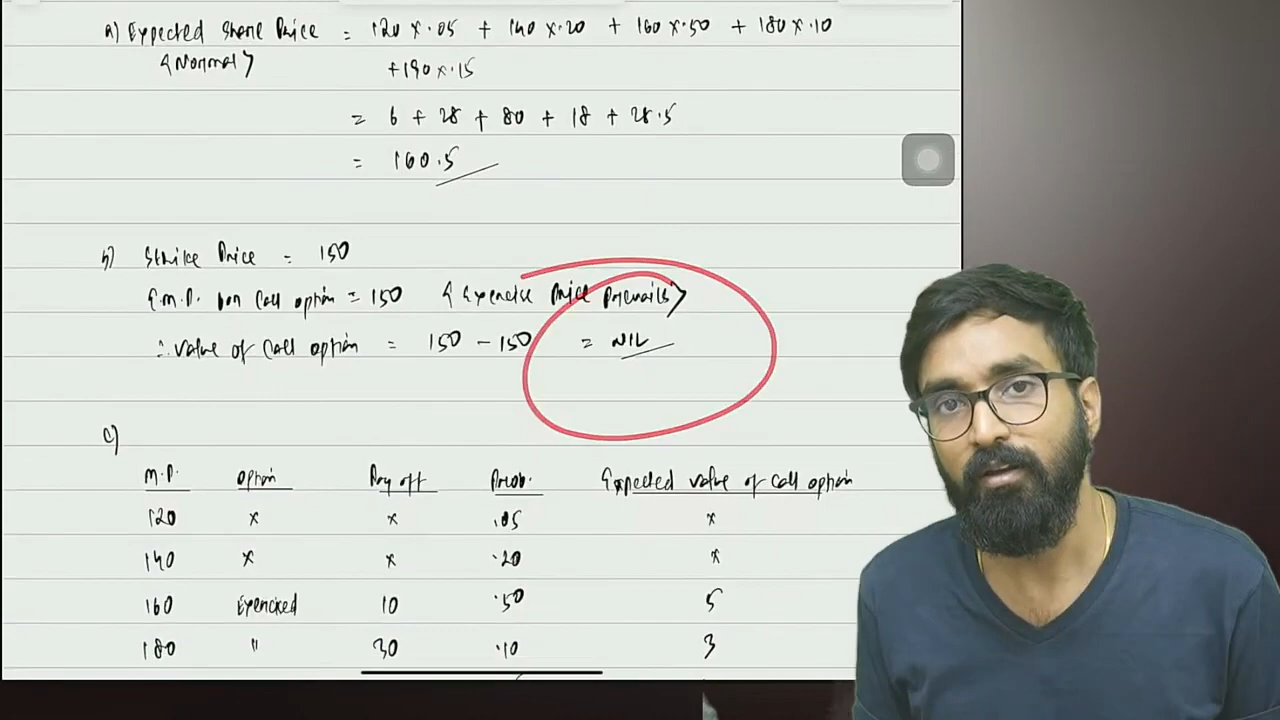 a) Expected Share Price = 120 x .05 + 140 x .20 + 160 x .50 + 180 x .10
{Normal} + 190 x .15
= 6 + 28 + 80 + 18 + 28.5
= 160.5
b) Strike Price = 150
E.M.P. for Call option = 150 {Exercise Price Prevails}
∴ Value of Call option = 150 - 150 = NIL
c)
M.P. Option Pay off Prob. Expected value of call option
120 x x .05 x
140 x x .20 x
160 Exercised 10 .50 5
180 " 30 .10 3